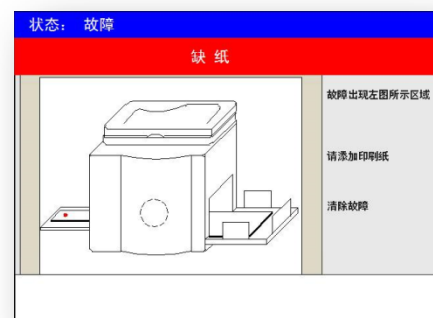 状态： 故障
缺 纸
故障出现左图所示区域
请添加印刷纸
清除故障